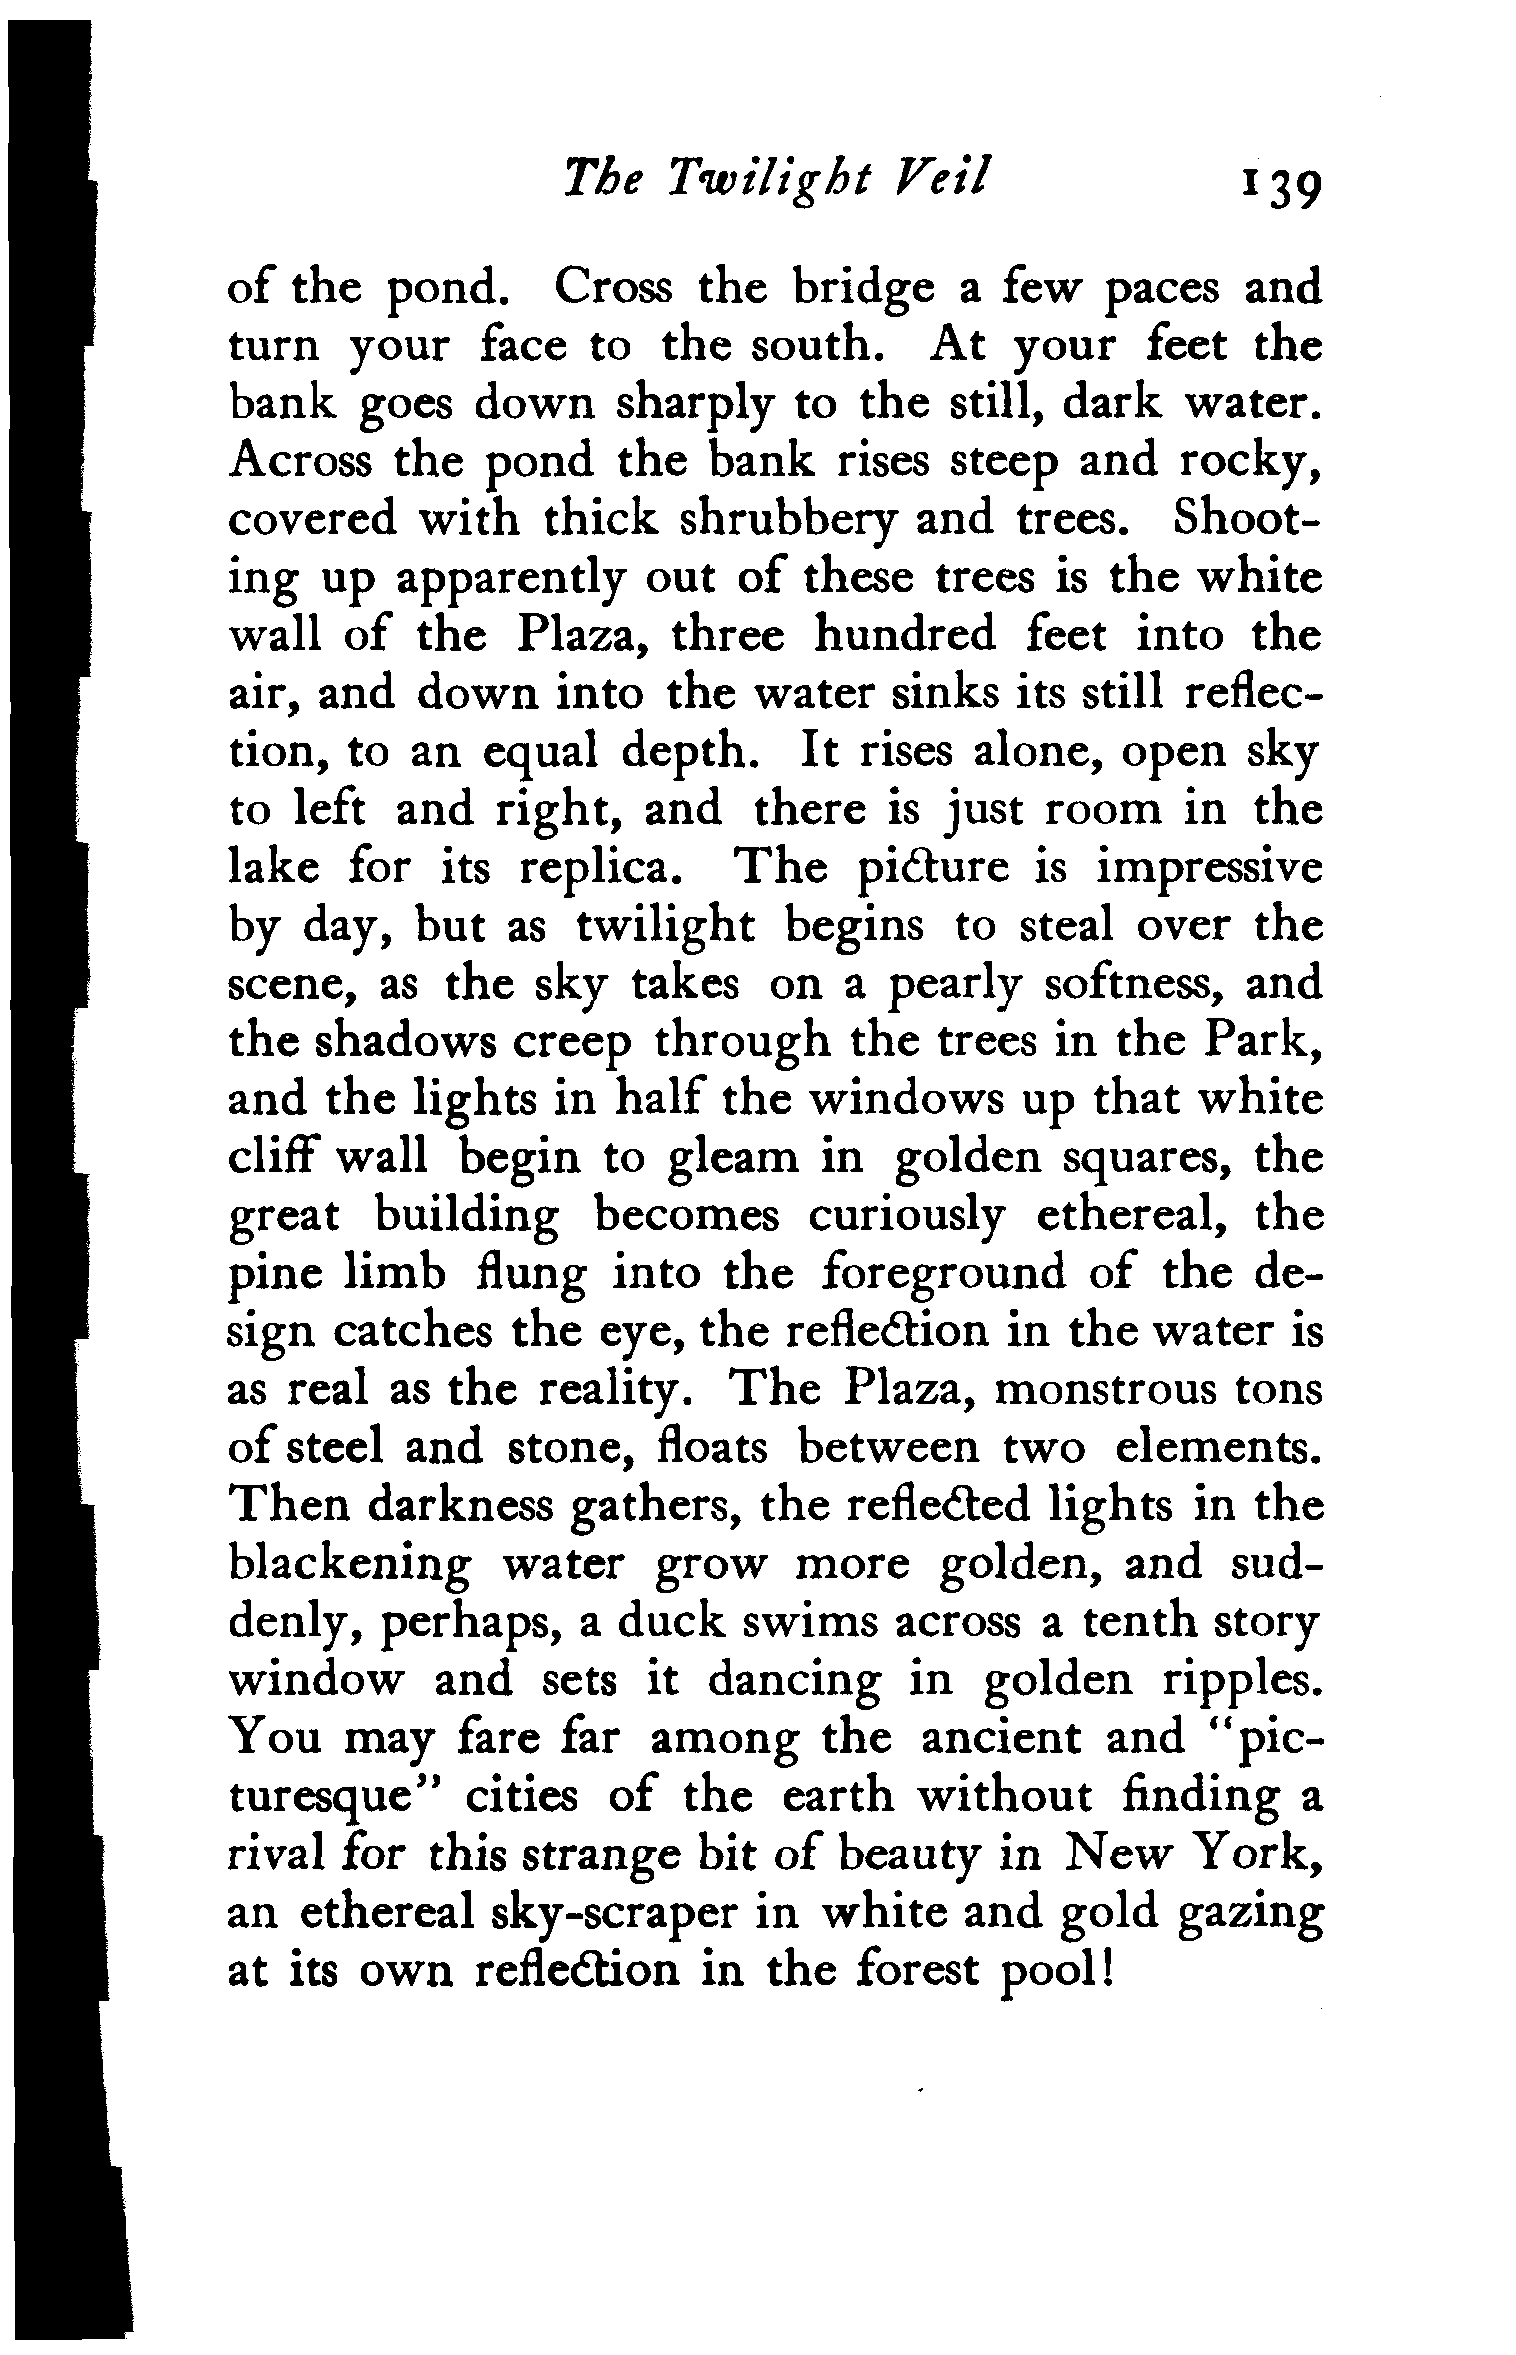 The Twilight Veil 139
of the pond. Cross the bridge a few paces and
turn your face to the south. At your feet the
bank goes down sharply to the still, dark water.
Across the pond the bank rises steep and rocky,
covered with thick shrubbery and trees. Shoot-
ing up apparently out of these trees is the white
wall of the Plaza, three hundred feet into the
air, and down into the water sinks its still reflec-
tion, to an equal depth. It rises alone, open sky
to left and right, and there is just room in the
lake for its replica. The picture is impressive
by day, but as twilight begins to steal over the
scene, as the sky takes on a pearly softness, and
the shadows creep through the trees in the Park,
and the lights in half the windows up that white
cliff wall begin to gleam in golden squares, the
great building becomes curiously ethereal, the
pine limb flung into the foreground of the de-
sign catches the eye, the reflection in the water is
as real as the reality. The Plaza, monstrous tons
of steel and stone, floats between two elements.
Then darkness gathers, the reflected lights in the
blackening water grow more golden, and sud-
denly, perhaps, a duck swims across a tenth story
window and sets it dancing in golden ripples.
You may fare far among the ancient and "pic-
turesque" cities of the earth without finding a
rival for this strange bit of beauty in New York,
an ethereal sky-scraper in white and gold gazing
at its own reflection in the forest pool!